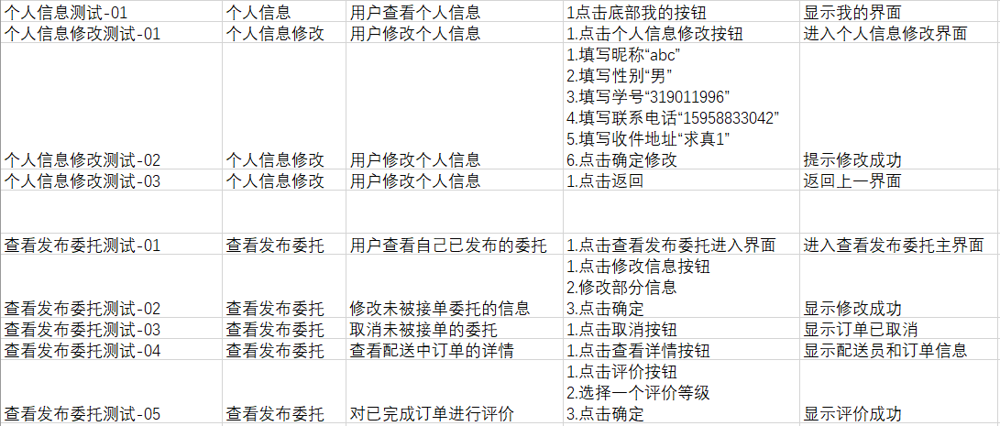 个人信息测试-01 个人信息 用户查看个人信息 1点击底部我的按钮 显示我的界面
个人信息修改测试-01 个人信息修改 用户修改个人信息 1.点击个人信息修改按钮 进入个人信息修改界面
1.填写昵称“abc”
2.填写性别“男”
3.填写学号“319011996”
4.填写联系电话“15958833042”
5.填写收件地址“求真1”
个人信息修改测试-02 个人信息修改 用户修改个人信息 6.点击确定修改 提示修改成功
个人信息修改测试-03 个人信息修改 用户修改个人信息 1.点击返回 返回上一界面
查看发布委托测试-01 查看发布委托 用户查看自己已发布的委托 1.点击查看发布委托进入界面 进入查看发布委托主界面
1.点击修改信息按钮
2.修改部分信息
查看发布委托测试-02 查看发布委托 修改未被接单委托的信息 3.点击确定 显示修改成功
查看发布委托测试-03 查看发布委托 取消未被接单的委托 1.点击取消按钮 显示订单已取消
查看发布委托测试-04 查看发布委托 查看配送中订单的详情 1.点击查看详情按钮 显示配送员和订单信息
1.点击评价按钮
2.选择一个评价等级
查看发布委托测试-05 查看发布委托 对已完成订单进行评价 3.点击确定 显示评价成功